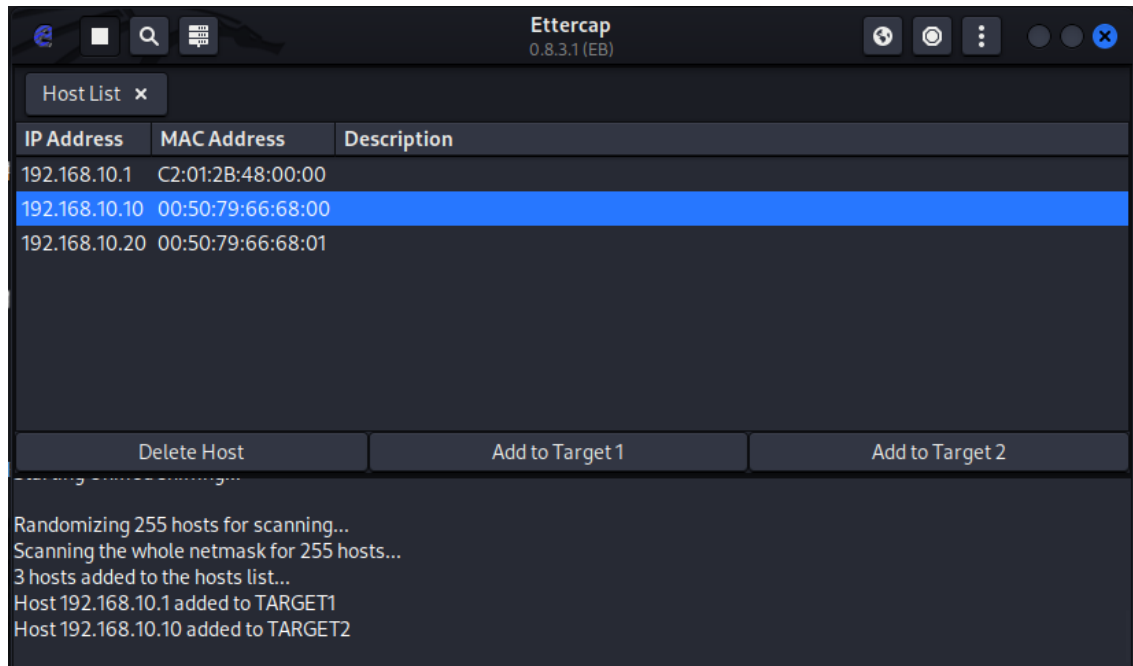 Ettercap
0.8.3.1 (EB)
Host List ×
IP Address MAC Address Description
192.168.10.1 C2:01:2B:48:00:00
192.168.10.10 00:50:79:66:68:00
192.168.10.20 00:50:79:66:68:01
Delete Host Add to Target 1 Add to Target 2
Randomizing 255 hosts for scanning...
Scanning the whole netmask for 255 hosts...
3 hosts added to the hosts list...
Host 192.168.10.1 added to TARGET1
Host 192.168.10.10 added to TARGET2